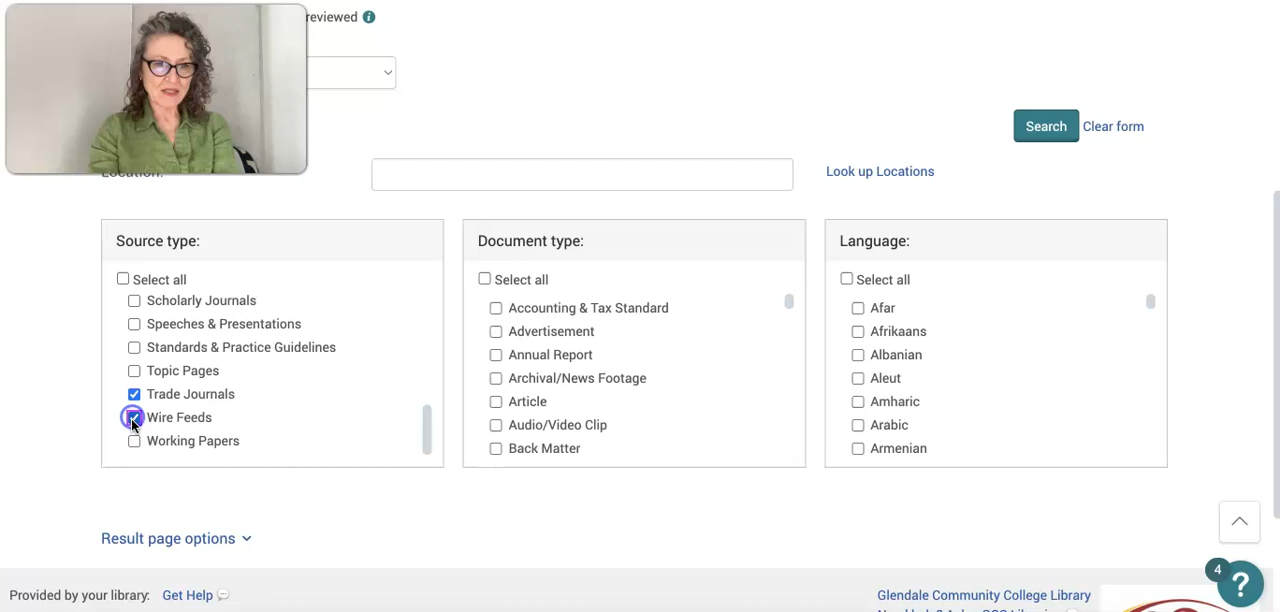 reviewed
Search Clear form
Location:
Look up Locations
Source type:
Select all
Scholarly Journals
Speeches & Presentations
Standards & Practice Guidelines
Topic Pages
Trade Journals
Wire Feeds
Working Papers
Document type:
Select all
Accounting & Tax Standard
Advertisement
Annual Report
Archival/News Footage
Article
Audio/Video Clip
Back Matter
Language:
Select all
Afar
Afrikaans
Albanian
Aleut
Amharic
Arabic
Armenian
Result page options
4
?
Provided by your library: Get Help
Glendale Community College Library